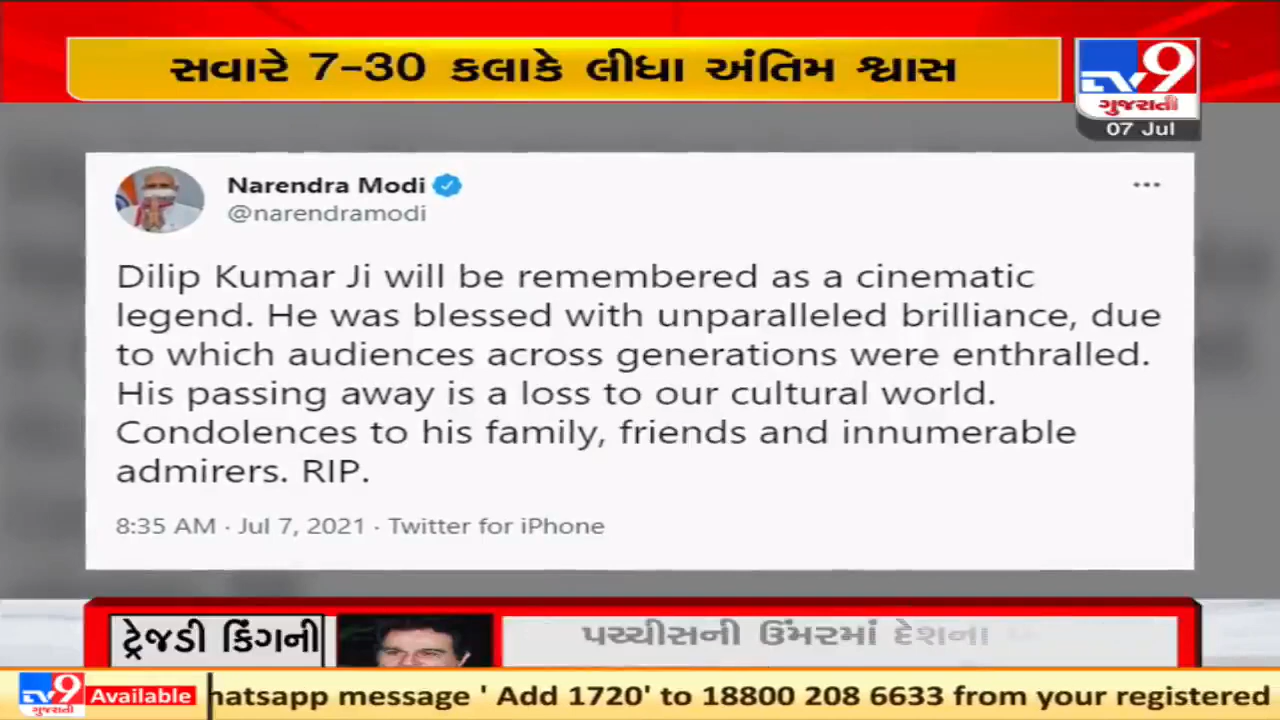 સવારે 7-30 કલાકે લીધા અંતિમ શ્વાસ
TV9
ગુજરાતી
07 Jul
Narendra Modi
@narendramodi
Dilip Kumar Ji will be remembered as a cinematic
legend. He was blessed with unparalleled brilliance, due
to which audiences across generations were enthralled.
His passing away is a loss to our cultural world.
Condolences to his family, friends and innumerable
admirers. RIP.
8:35 AM · Jul 7, 2021 · Twitter for iPhone
ટ્રેજડી કિંગની
પચ્ચીસની ઉંમરમાં દેશના
TV9
ગુજરાતી
Available
hatsapp message ' Add 1720' to 18800 208 6633 from your registered